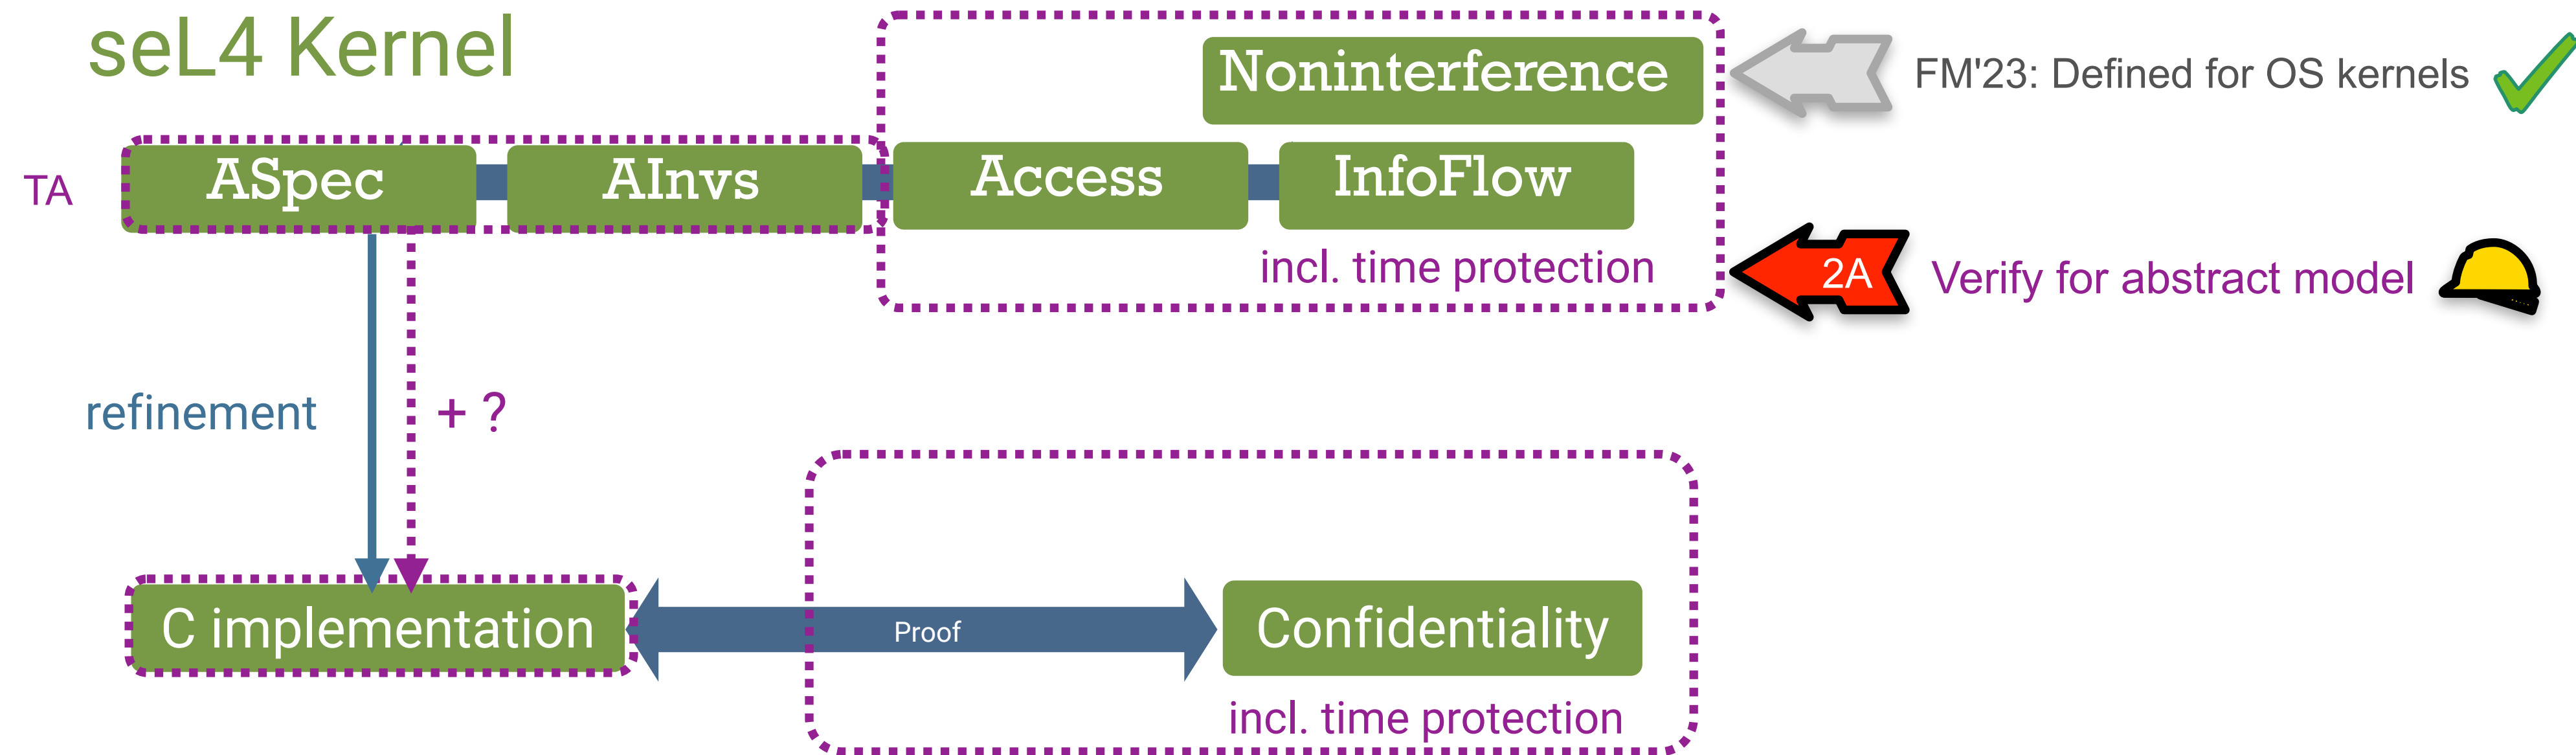 seL4 Kernel
Noninterference
FM'23: Defined for OS kernels
TA
ASpec
AInvs
Access
InfoFlow
incl. time protection
2A
Verify for abstract model
refinement
+ ?
C implementation
Proof
Confidentiality
incl. time protection